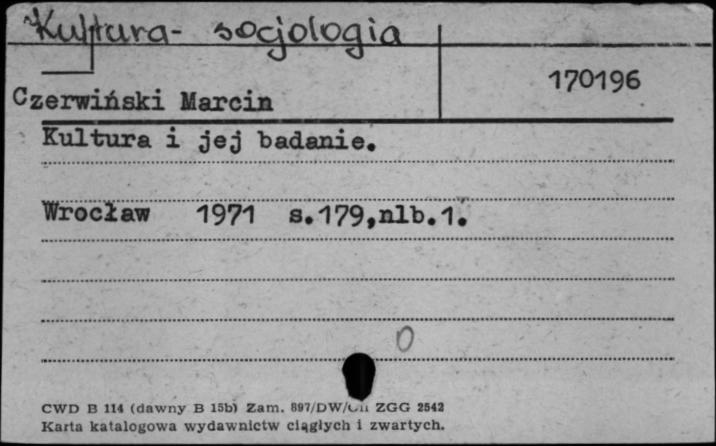 Kultura- socjologia
170196
Czerwiński Marcin
Kultura i jej badanie.
Wrocław 1971 s.179,nlb.1.
0
CWD B 114 (dawny B 15b) Zam. 897/DW/ ZGG 2542
Karta katalogowa wydawnictw ciągłych i zwartych.